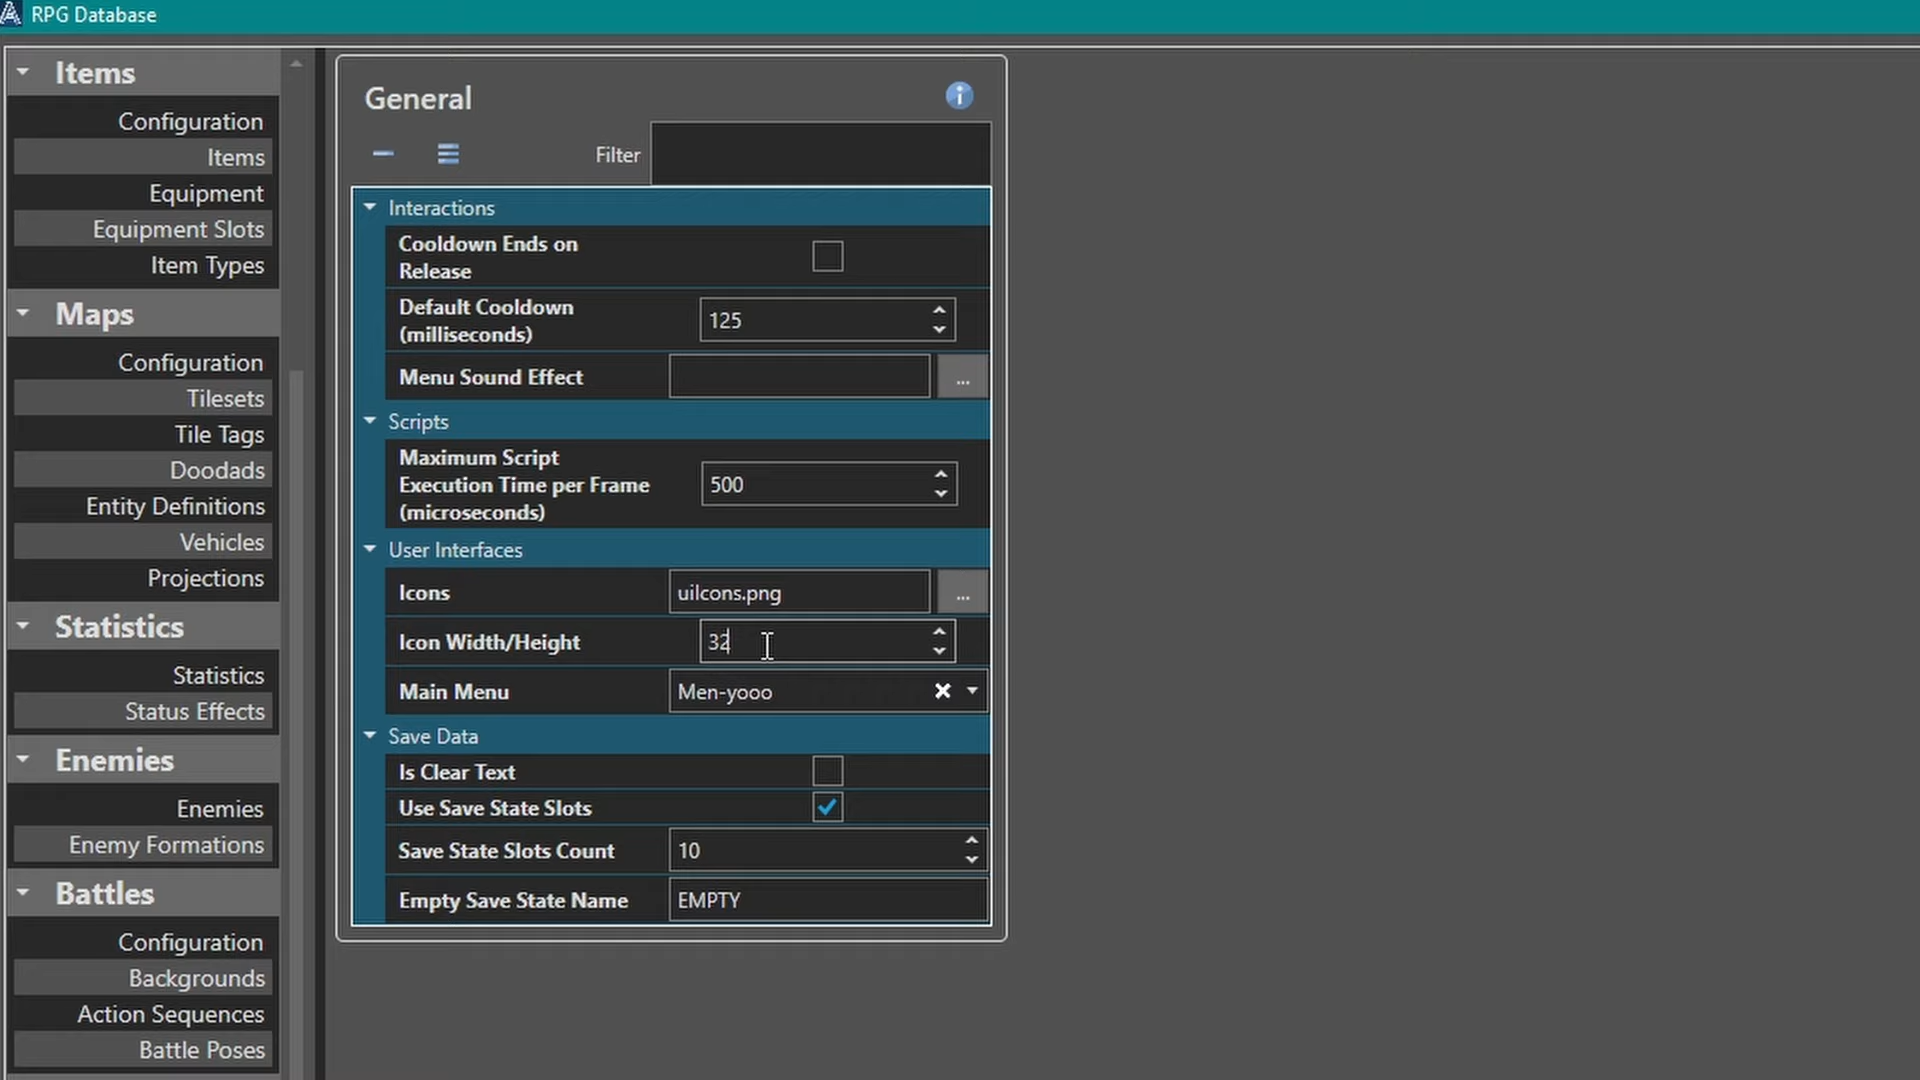 RPG Database
Items
Configuration
Items
Equipment
Equipment Slots
Item Types
Maps
Configuration
Tilesets
Tile Tags
Doodads
Entity Definitions
Vehicles
Projections
Statistics
Statistics
Status Effects
Enemies
Enemies
Enemy Formations
Battles
Configuration
Backgrounds
Action Sequences
Battle Poses
General
Filter
Interactions
Cooldown Ends on
Release
Default Cooldown
(milliseconds)
125
Menu Sound Effect
...
Scripts
Maximum Script
Execution Time per Frame
(microseconds)
500
User Interfaces
Icons
uiIcons.png
...
Icon Width/Height
32
Main Menu
Men-yooo
Save Data
Is Clear Text
Use Save State Slots
Save State Slots Count
10
Empty Save State Name
EMPTY